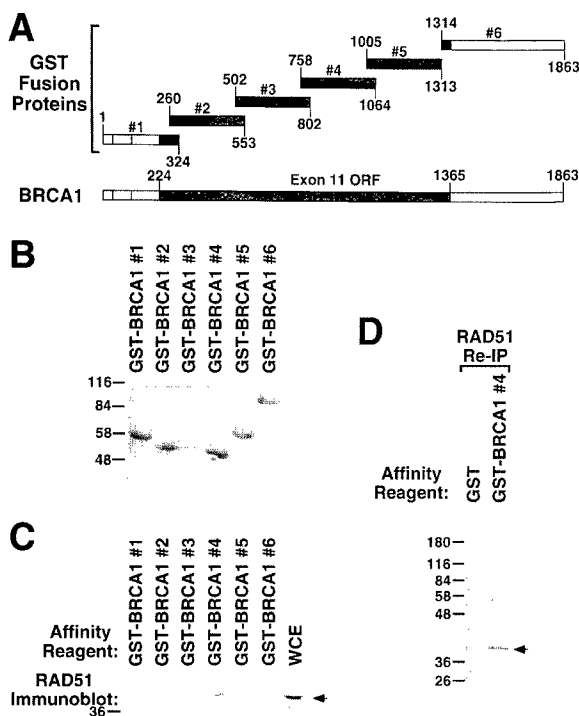 A
GST
Fusion
Proteins
1
#1
324
260
#2
553
502
#3
802
758
#4
1064
1005
#5
1313
1314
#6
1863
BRCA1
224
Exon 11 ORF
1365
1863
B
GST-BRCA1 #1
GST-BRCA1 #2
GST-BRCA1 #3
GST-BRCA1 #4
GST-BRCA1 #5
GST-BRCA1 #6
116
84
58
48
C
GST-BRCA1 #1
GST-BRCA1 #2
GST-BRCA1 #3
GST-BRCA1 #4
GST-BRCA1 #5
GST-BRCA1 #6
WCE
Affinity
Reagent:
RAD51
Immunoblot:
36
D
RAD51
Re-IP
Affinity
Reagent:
GST
GST-BRCA1 #4
180
116
84
58
48
36
26